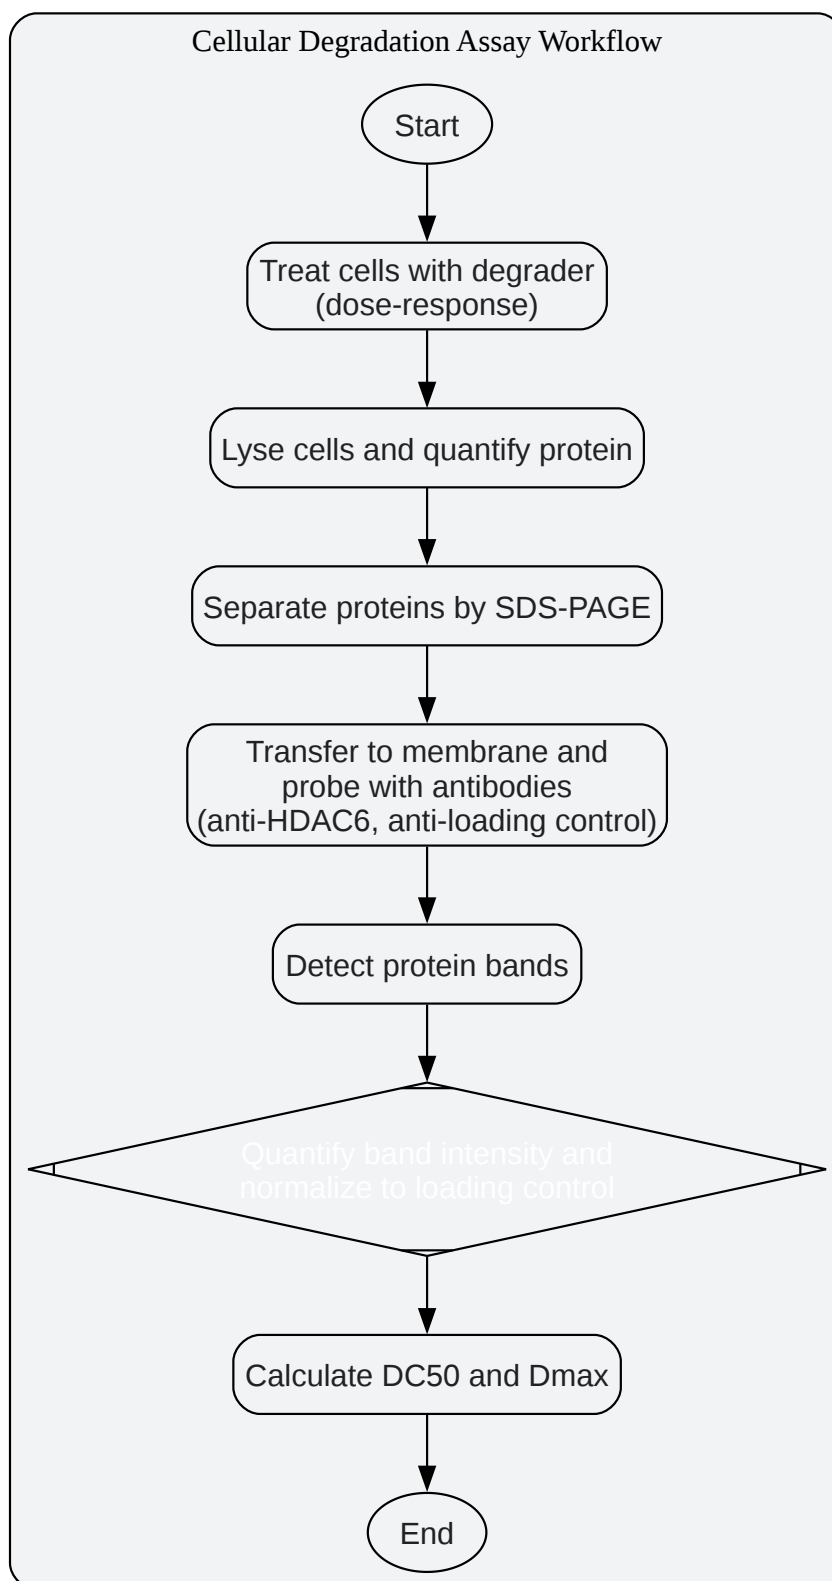 Cellular Degradation Assay Workflow
Start
Treat cells with degrader
(dose-response)
Lyse cells and quantify protein
Separate proteins by SDS-PAGE
Transfer to membrane and
probe with antibodies
(anti-HDAC6, anti-loading control)
Detect protein bands
Quantify band intensity and
normalize to loading control
Calculate DC50 and Dmax
End